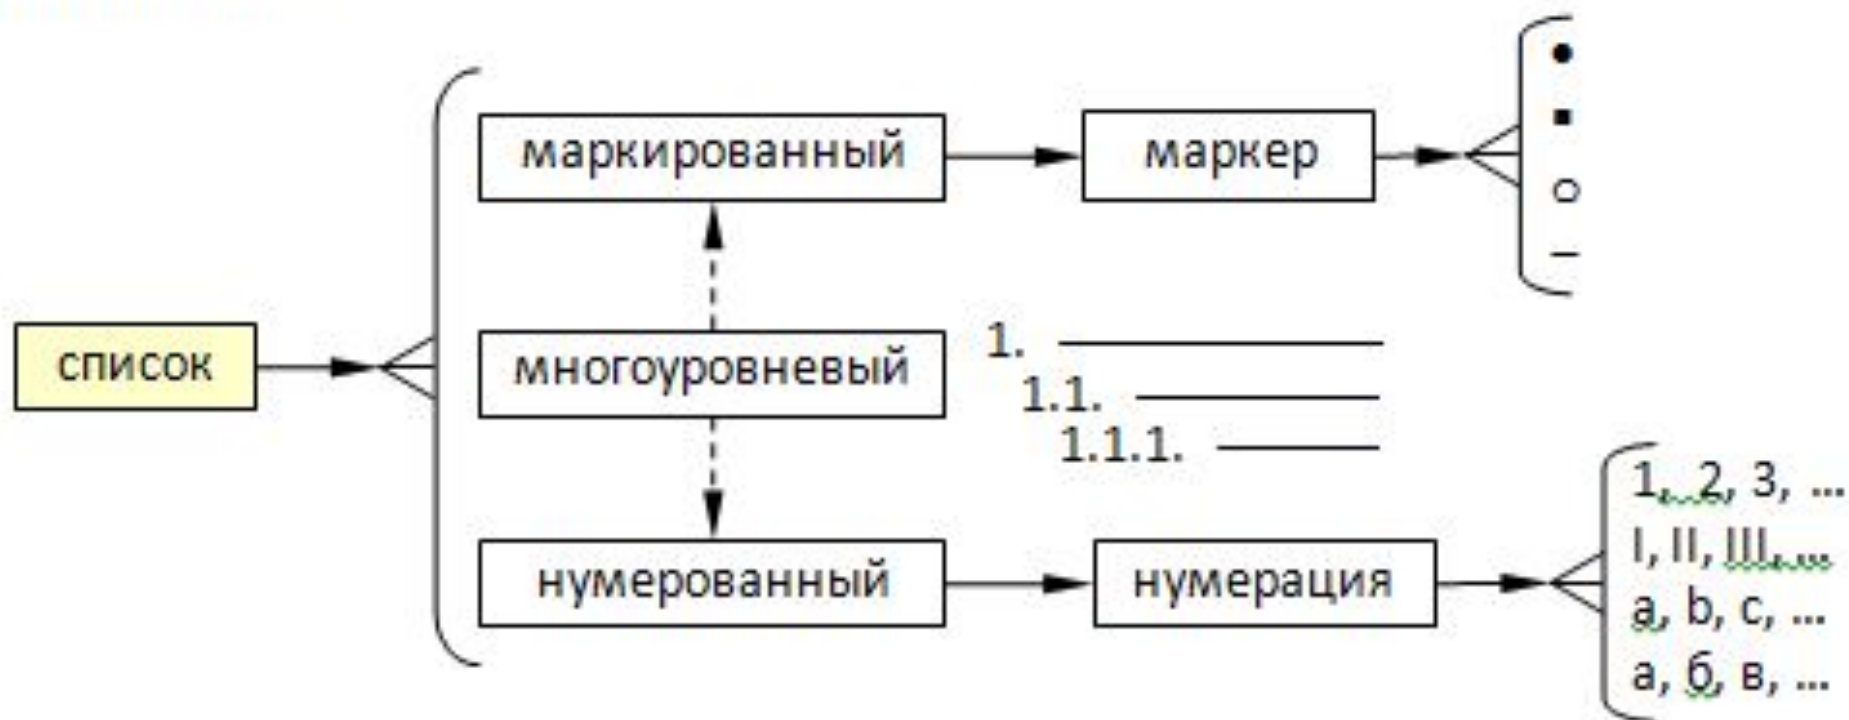 список
маркированный
маркер
многоуровневый
1.
1.1.
1.1.1.
нумерованный
нумерация
1, 2, 3, ...
I, II, III, ...
a, b, c, ...
а, б, в, ...